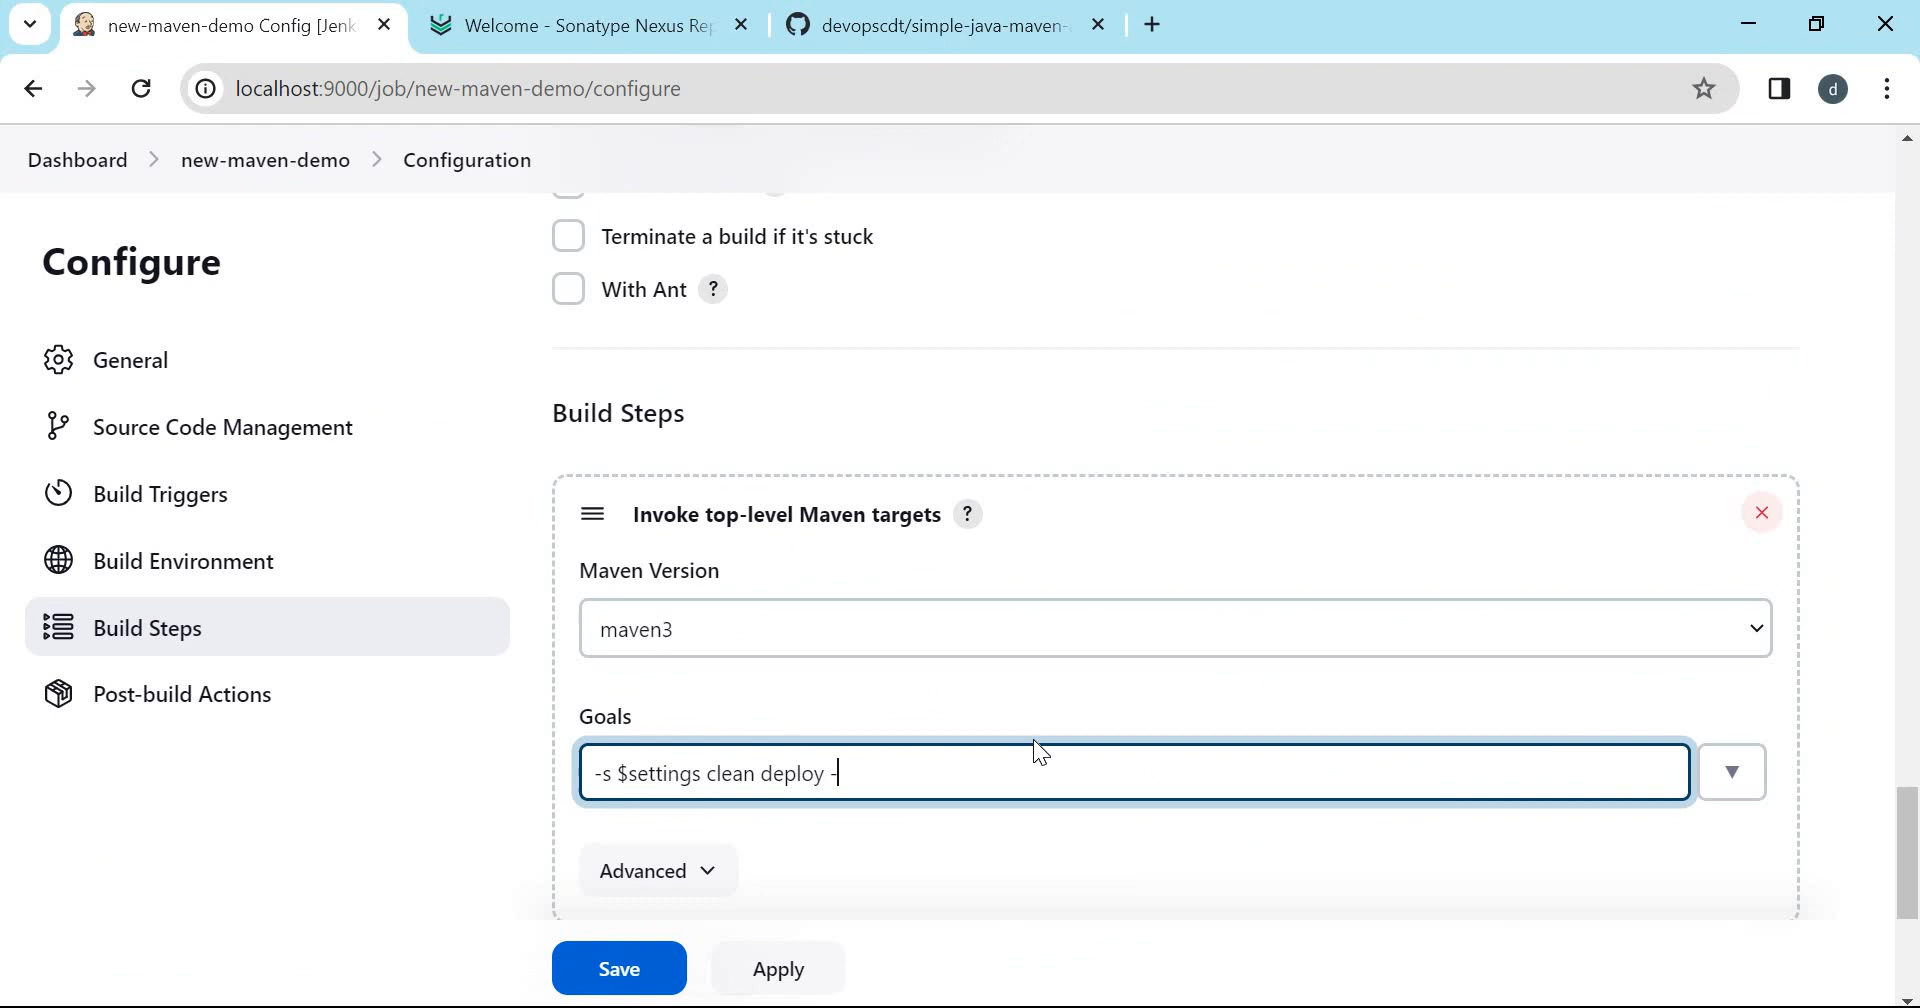 new-maven-demo Config [Jenk
Welcome - Sonatype Nexus Rep
devopscdt/simple-java-maven-
localhost:9000/job/new-maven-demo/configure
d
Dashboard > new-maven-demo > Configuration
Configure
General
Source Code Management
Build Triggers
Build Environment
Build Steps
Post-build Actions
Terminate a build if it's stuck
With Ant ?
Build Steps
Invoke top-level Maven targets ?
Maven Version
maven3
Goals
-s $settings clean deploy -
Advanced
Save
Apply